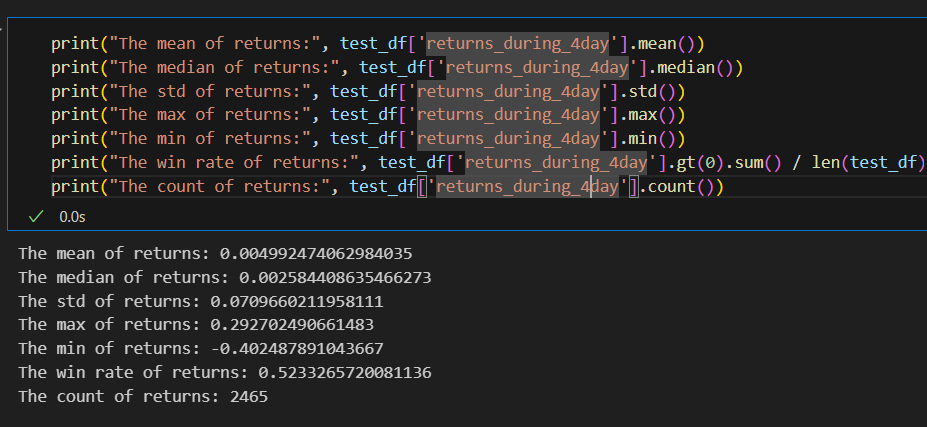 print("The mean of returns:", test_df['returns_during_4day'].mean())
print("The median of returns:", test_df['returns_during_4day'].median())
print("The std of returns:", test_df['returns_during_4day'].std())
print("The max of returns:", test_df['returns_during_4day'].max())
print("The min of returns:", test_df['returns_during_4day'].min())
print("The win rate of returns:", test_df['returns_during_4day'].gt(0).sum() / len(test_df)
print("The count of returns:", test_df['returns_during_4day'].count())
0.0s
The mean of returns: 0.004992474062984035
The median of returns: 0.002584408635466273
The std of returns: 0.0709660211958111
The max of returns: 0.292702490661483
The min of returns: -0.402487891043667
The win rate of returns: 0.5233265720081136
The count of returns: 2465